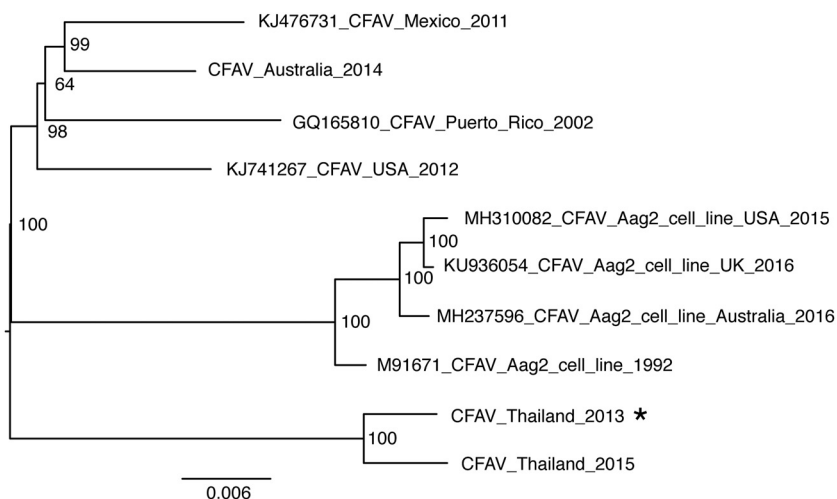 KJ476731_CFAV_Mexico_2011
99
CFAV_Australia_2014
64
GQ165810_CFAV_Puerto_Rico_2002
98
KJ741267_CFAV_USA_2012
MH310082_CFAV_Aag2_cell_line_USA_2015
100
100
KU936054_CFAV_Aag2_cell_line_UK_2016
100
MH237596_CFAV_Aag2_cell_line_Australia_2016
100
M91671_CFAV_Aag2_cell_line_1992
CFAV_Thailand_2013 *
100
CFAV_Thailand_2015
0.006